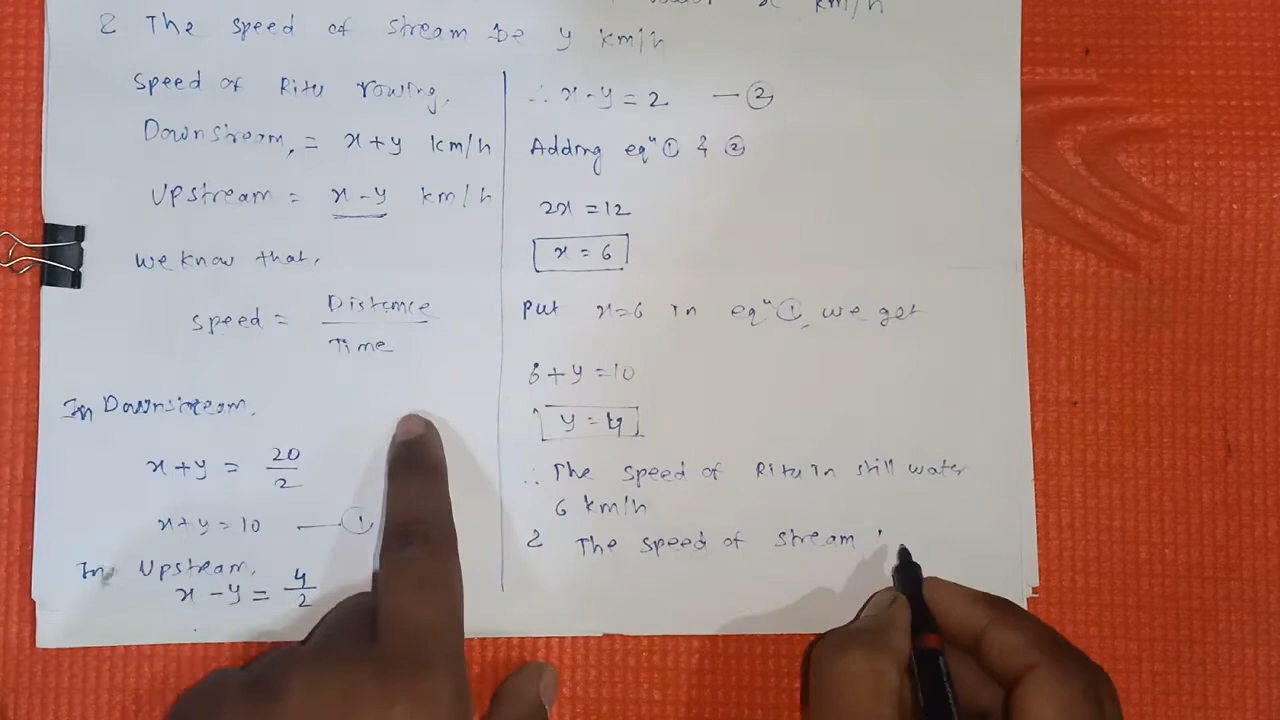 km/h
& The speed of stream be y km/h
Speed of Ritu rowing,
Downstream, = x+y km/h
Upstream = x-y km/h
we know that,
Speed = Distance / Time
In Downstream,
x+y = 20/2
x+y = 10 — ①
In Upstream,
x-y = 4/2
∴ x-y = 2 — ②
Adding eqⁿ ① & ②
2x = 12
x = 6
Put x=6 in eqⁿ ①, we get
6+y = 10
y = 4
∴ The speed of Ritu in still water
6 km/h
& The speed of stream